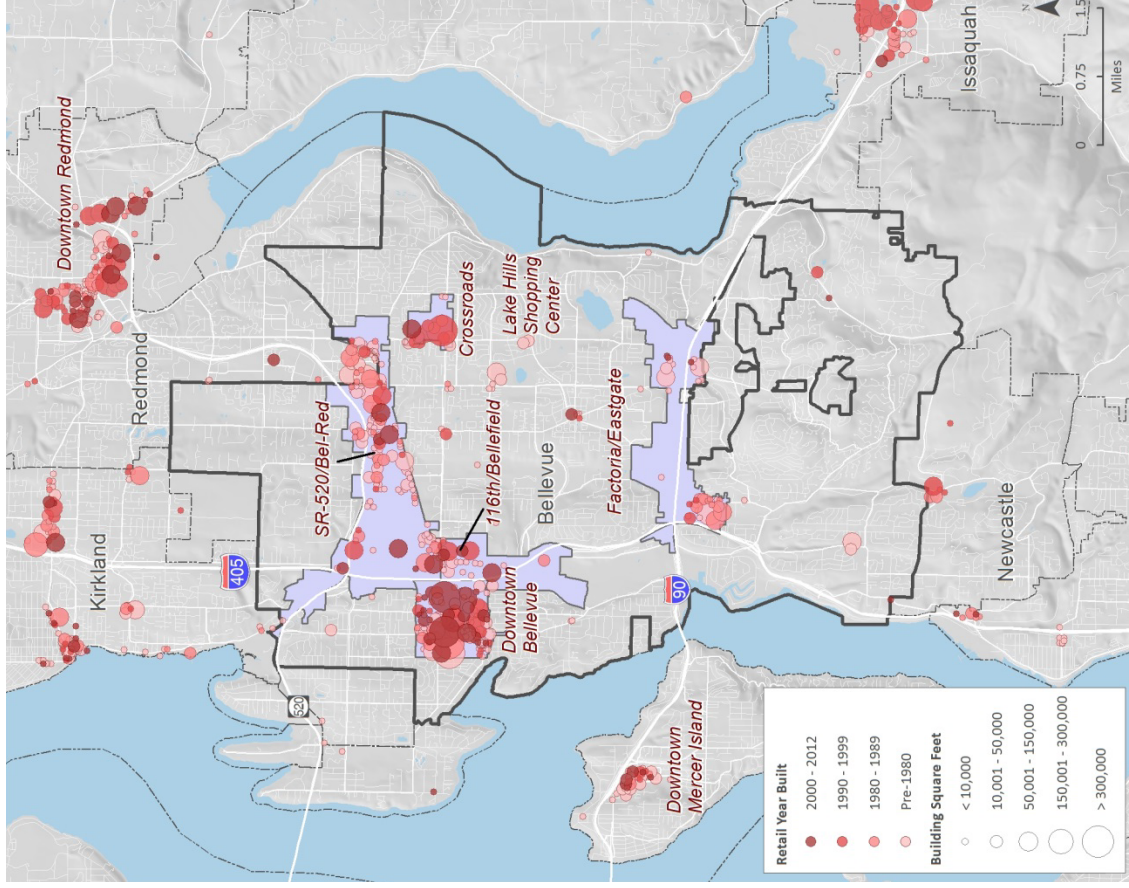 Downtown Redmond
Redmond
Kirkland
405
520
SR-520/Bel-Red
Crossroads
Lake Hills
Shopping
Center
116th/Bellefield
Bellevue
Downtown
Bellevue
Factoria/Eastgate
90
Downtown
Mercer Island
Newcastle
Issaquah
N
0
0.75
1.5
Miles
Retail Year Built
2000 - 2012
1990 - 1999
1980 - 1989
Pre-1980
Building Square Feet
< 10,000
10,001 - 50,000
50,001 - 150,000
150,001 - 300,000
> 300,000